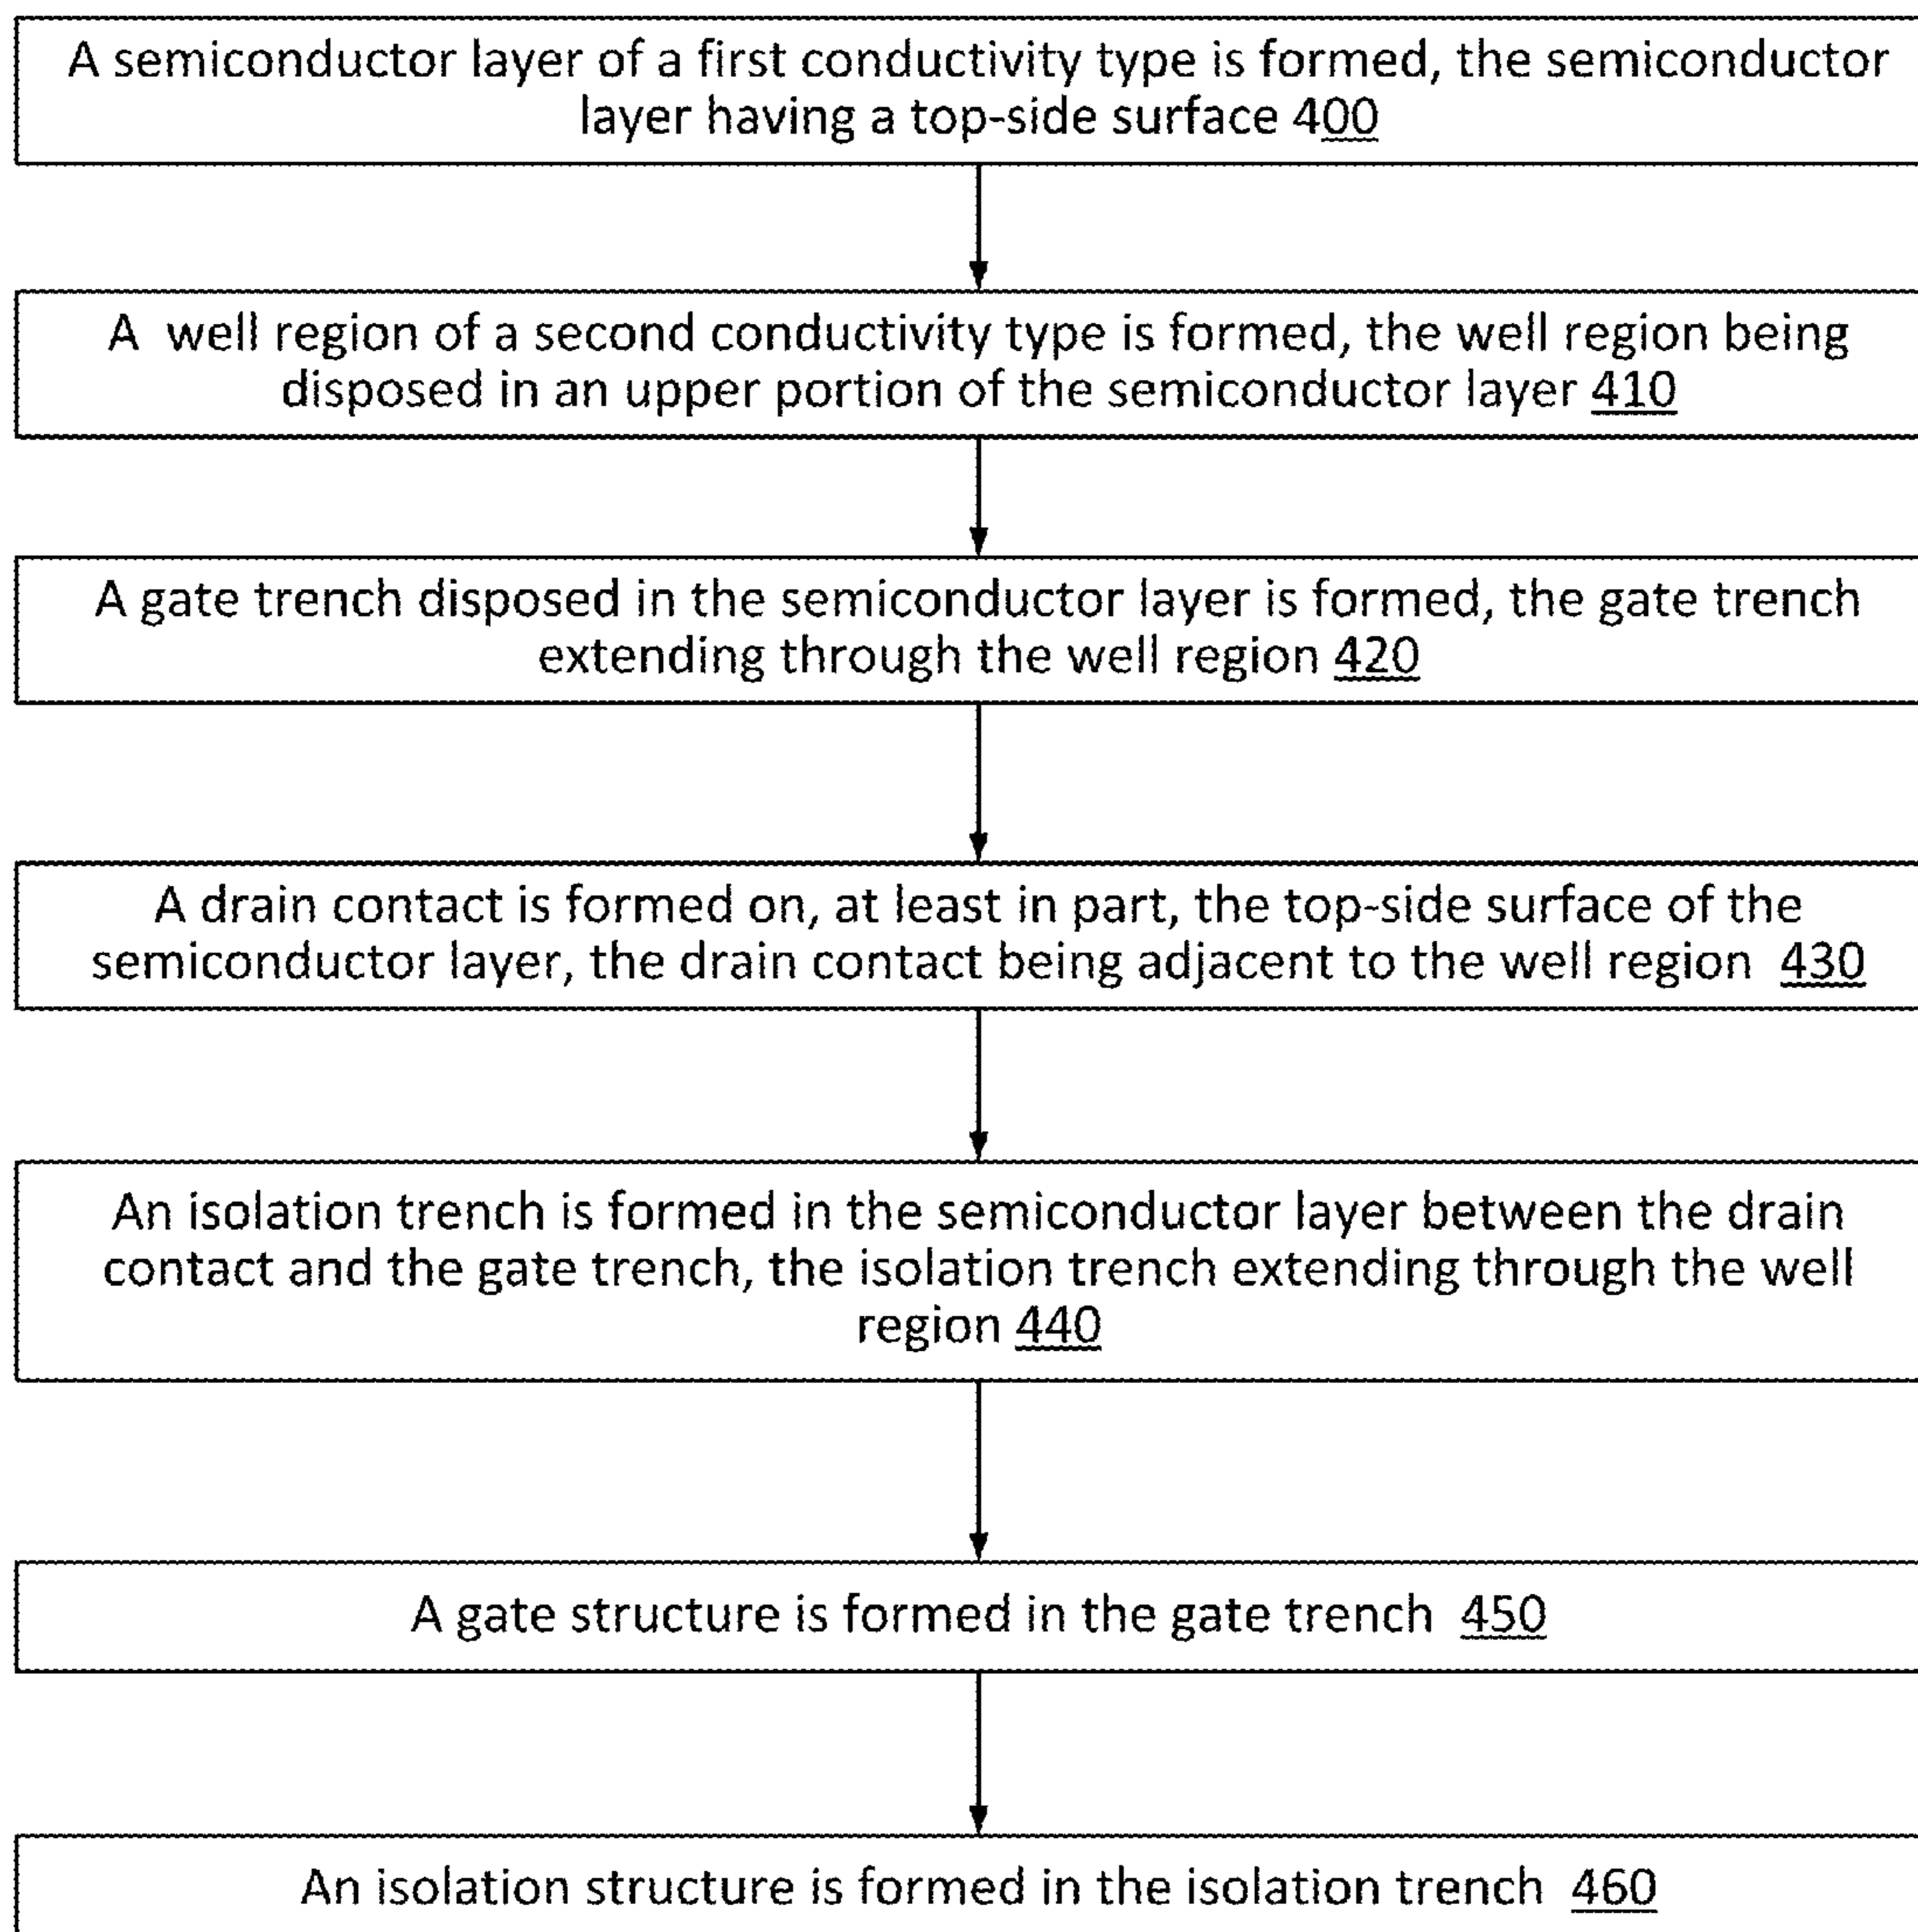 A semiconductor layer of a first conductivity type is formed, the semiconductor
layer having a top-side surface 400
A well region of a second conductivity type is formed, the well region being
disposed in an upper portion of the semiconductor layer 410
A gate trench disposed in the semiconductor layer is formed, the gate trench
extending through the well region 420
A drain contact is formed on, at least in part, the top-side surface of the
semiconductor layer, the drain contact being adjacent to the well region 430
An isolation trench is formed in the semiconductor layer between the drain
contact and the gate trench, the isolation trench extending through the well
region 440
A gate structure is formed in the gate trench 450
An isolation structure is formed in the isolation trench 460